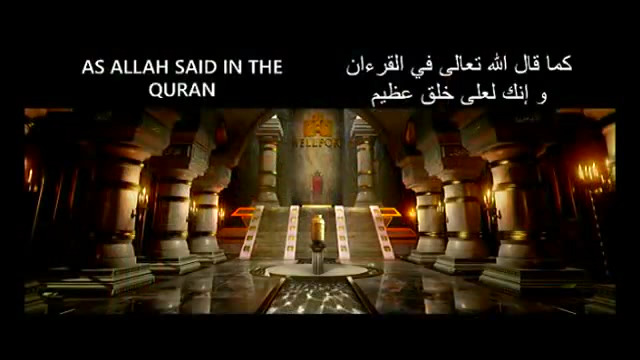 AS ALLAH SAID IN THE
QURAN
كما قال الله تعالى في القرءان
و إنك لعلى خلق عظيم